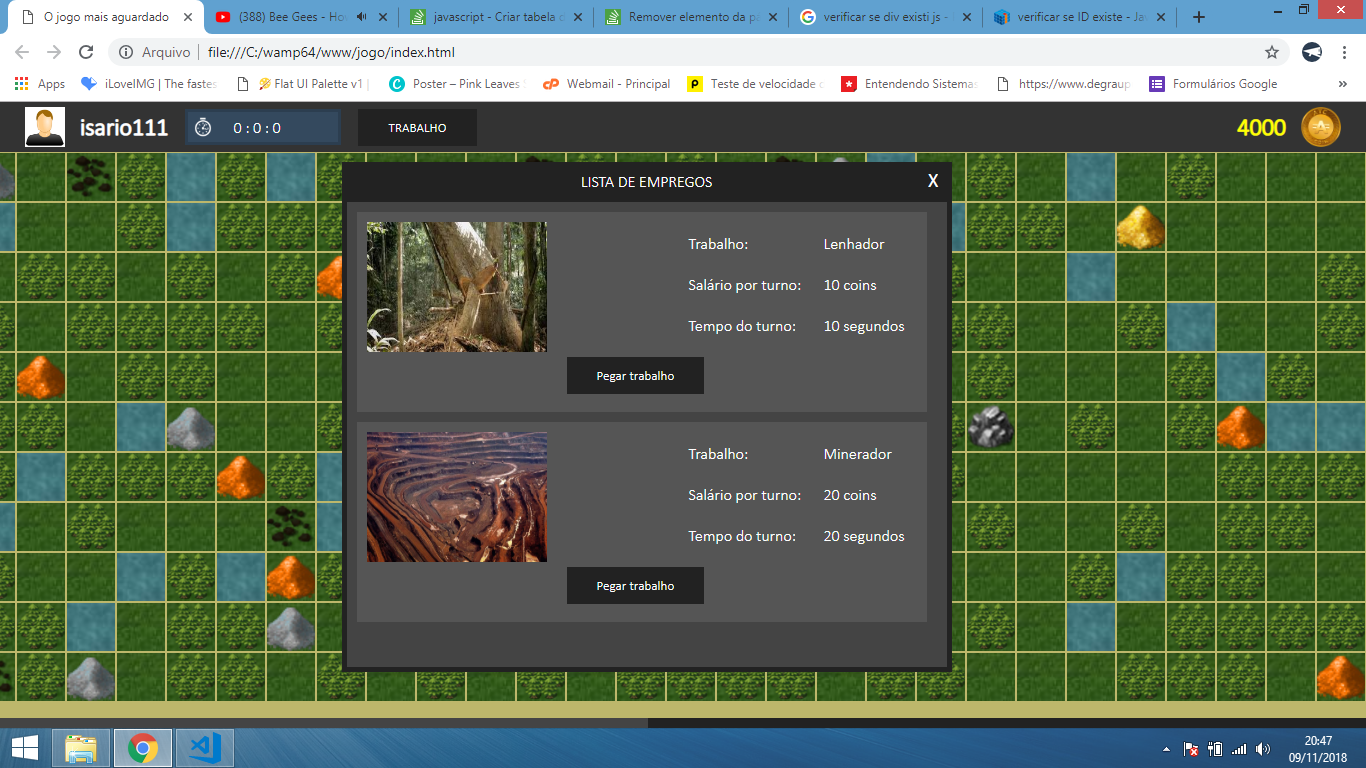 O jogo mais aguardado
(388) Bee Gees - Ho
javascript - Criar tabela
Remover elemento da pa
verificar se div existi js -
verificar se ID existe - Ja
Arquivo
file:///C:/wamp64/www/jogo/index.html
Apps
iLoveIMG | The fastes
Flat UI Palette v1 |
Poster – Pink Leaves
Webmail - Principal
Teste de velocidade
Entendendo Sistemas
https://www.degraup
Formulários Google
isario111
0 : 0 : 0
TRABALHO
4000
LISTA DE EMPREGOS
X
Trabalho: Lenhador
Salário por turno: 10 coins
Tempo do turno: 10 segundos
Pegar trabalho
Trabalho: Minerador
Salário por turno: 20 coins
Tempo do turno: 20 segundos
Pegar trabalho
20:47
09/11/2018